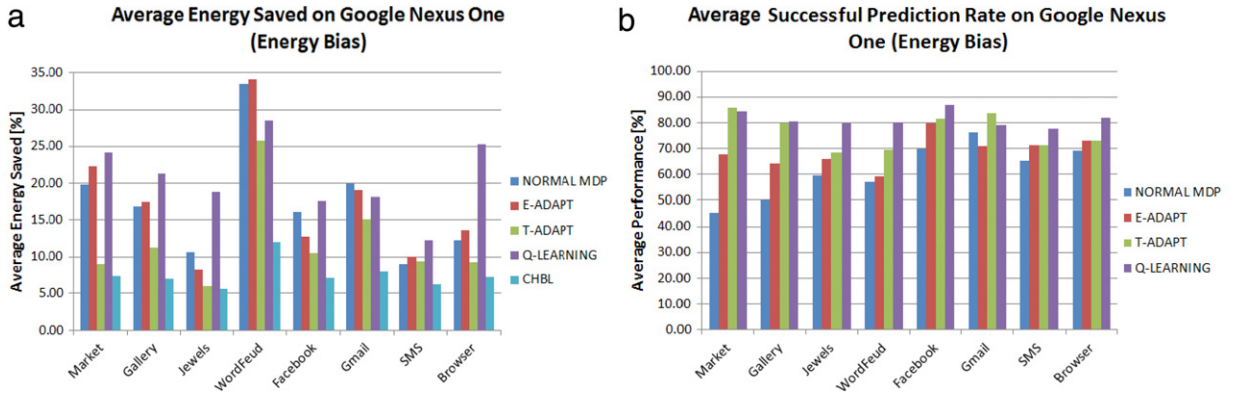 a
Average Energy Saved on Google Nexus One
(Energy Bias)
Average Energy Saved [%]
35.00
30.00
25.00
20.00
15.00
10.00
5.00
0.00
Market
Gallery
Jewels
WordFeud
Facebook
Gmail
SMS
Browser
NORMAL MDP
E-ADAPT
T-ADAPT
Q-LEARNING
CHBL
b
Average Successful Prediction Rate on Google Nexus
One (Energy Bias)
Average Performance [%]
100.00
90.00
80.00
70.00
60.00
50.00
40.00
30.00
20.00
10.00
0.00
Market
Gallery
Jewels
WordFeud
Facebook
Gmail
SMS
Browser
NORMAL MDP
E-ADAPT
T-ADAPT
Q-LEARNING